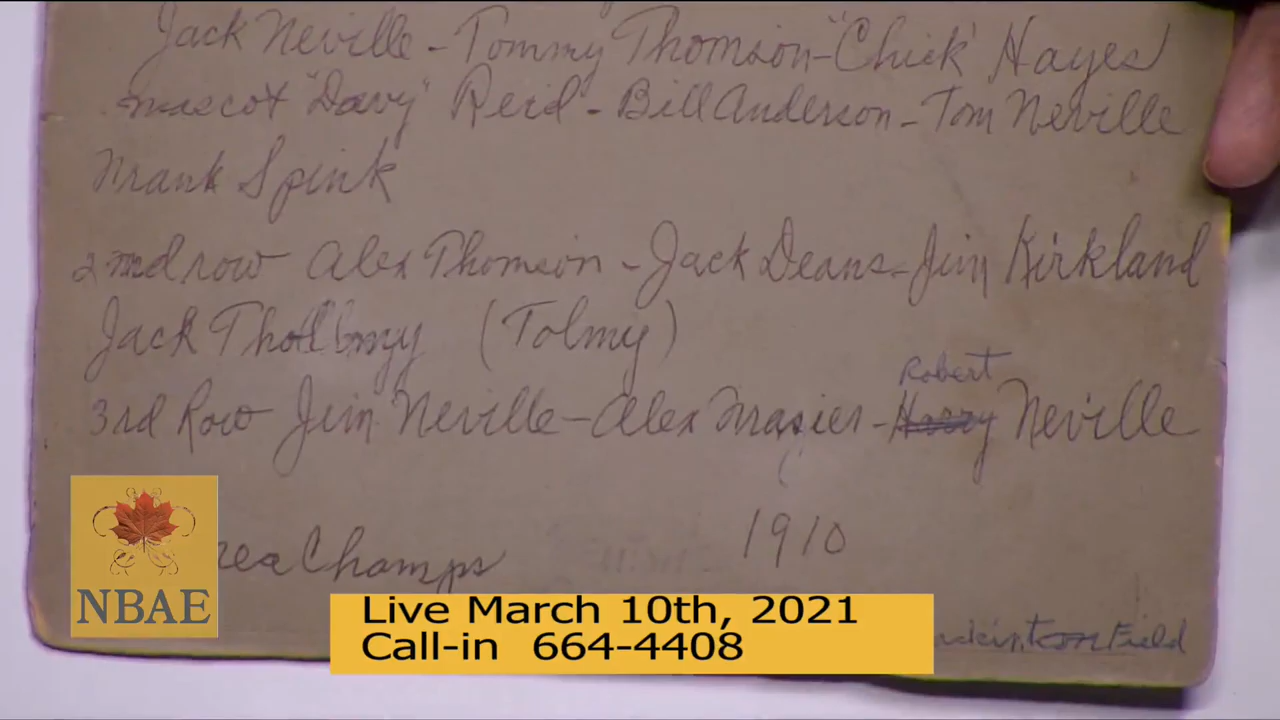 Jack Neville - Tommy Thomson - "Chick' Hayes
mascot "Davy" Reid - Bill Anderson - Tom Neville
Frank Spink
2nd row Alex Thomson - Jack Deans - Jim Kirkland
Jack Thollmy (Tolmy)
Robert
3rd Row Jim Neville - Alex Frasier - Harry Neville
Champs 1910
Field
NBAE
Live March 10th, 2021
Call-in 664-4408